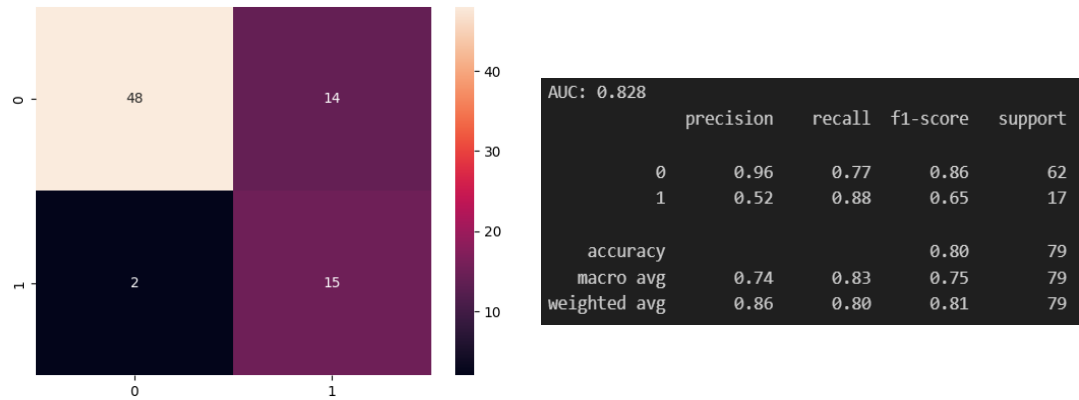 0
48
14
1
2
15
0
1
40
30
20
10
AUC: 0.828
precision recall f1-score support
0 0.96 0.77 0.86 62
1 0.52 0.88 0.65 17
accuracy 0.80 79
macro avg 0.74 0.83 0.75 79
weighted avg 0.86 0.80 0.81 79